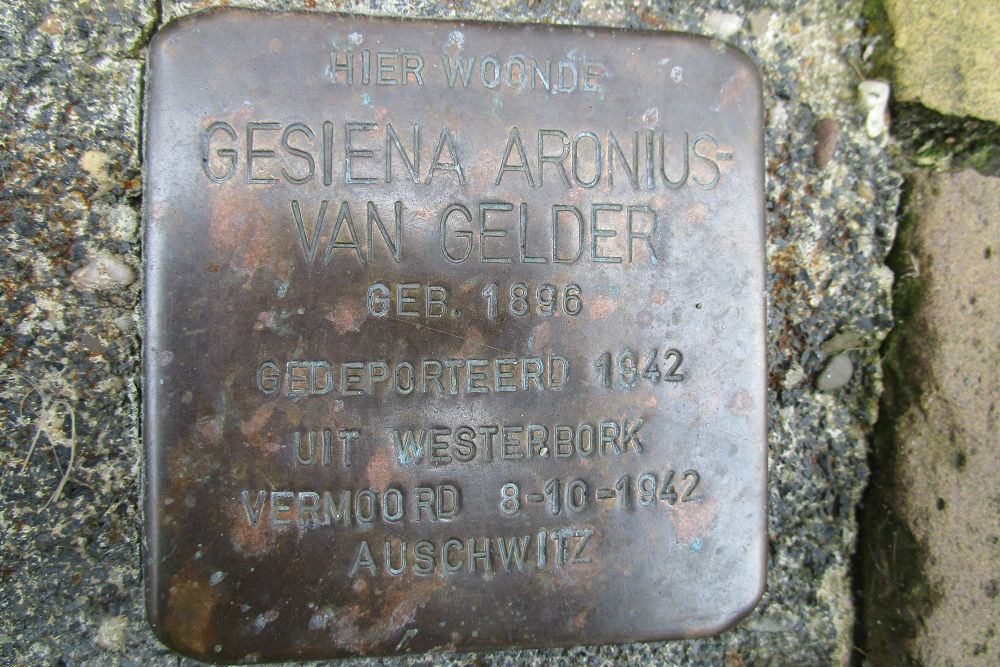 HIER WOONDE
GESIENA ARONIUS-
VAN GELDER
GEB. 1896
GEDEPORTEERD 1942
UIT WESTERBORK
VERMOORD 8-10-1942
AUSCHWITZ